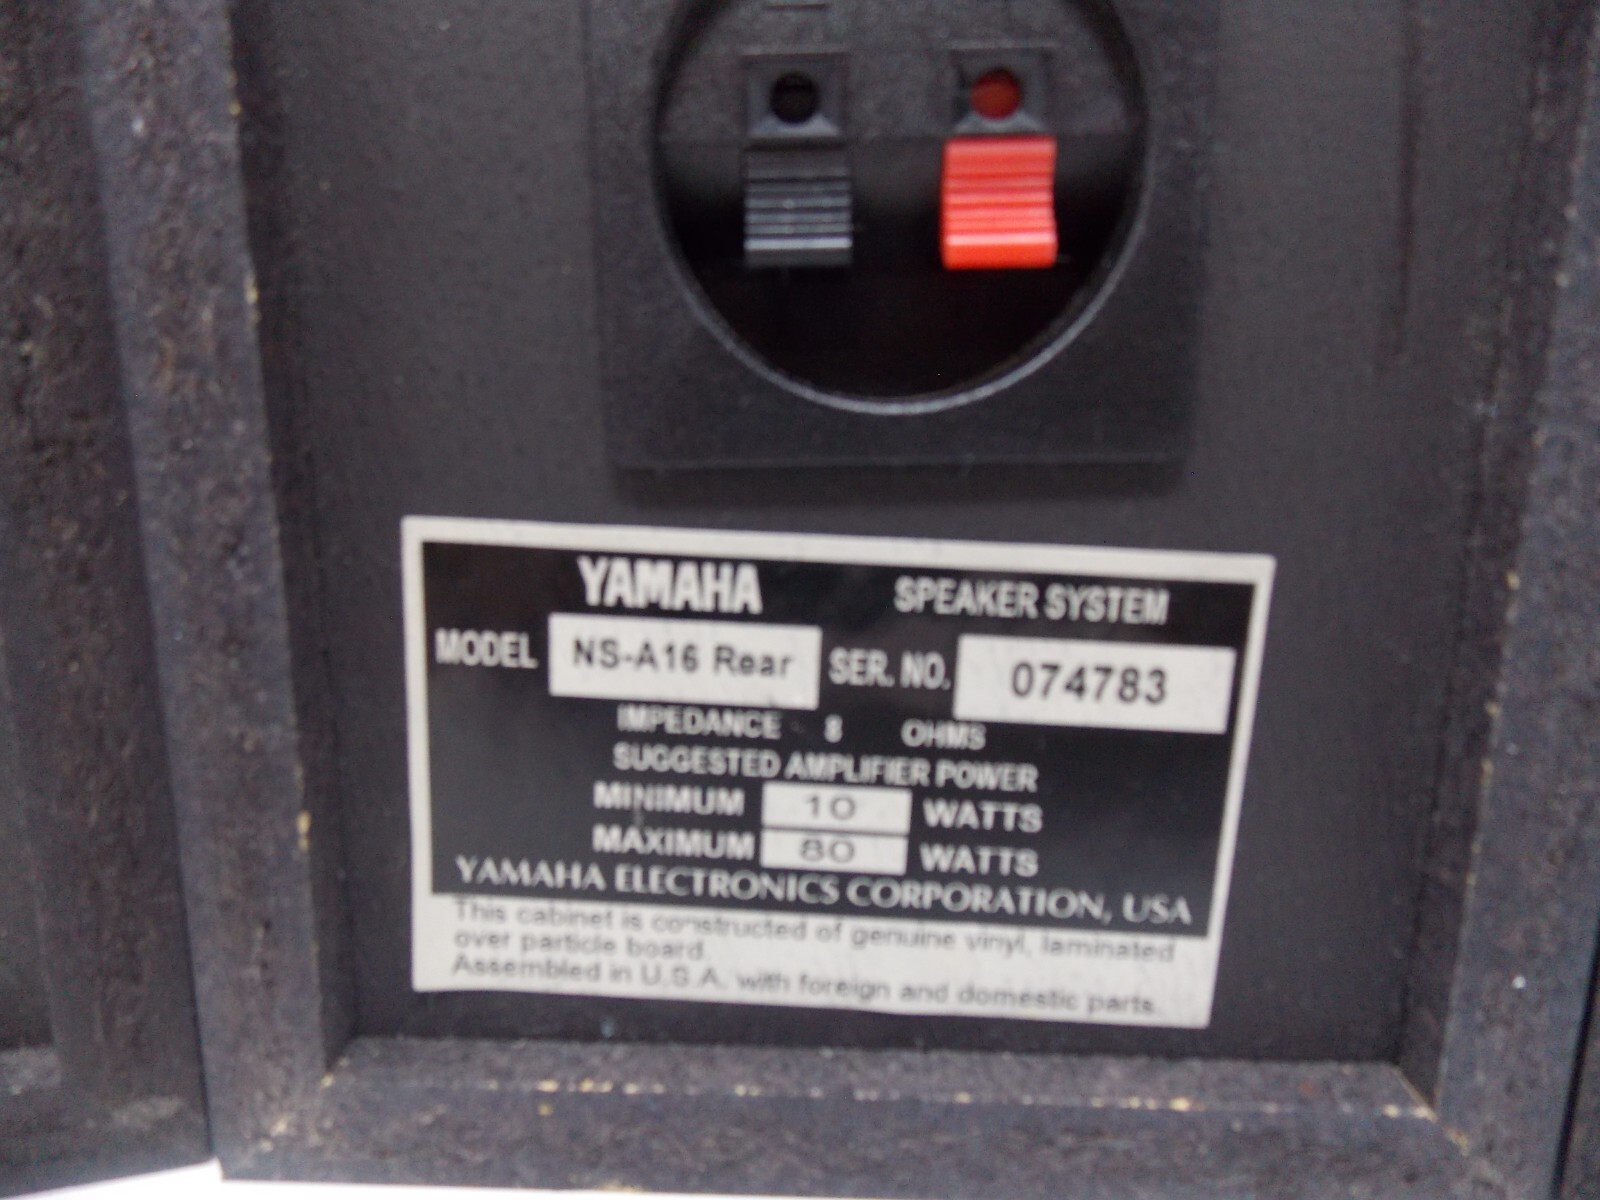 YAMAHA SPEAKER SYSTEM
MODEL NS-A16 Rear SER. NO. 074783
IMPEDANCE 8 OHMS
SUGGESTED AMPLIFIER POWER
MINIMUM 10 WATTS
MAXIMUM 80 WATTS
YAMAHA ELECTRONICS CORPORATION, USA
This cabinet is constructed of genuine vinyl, laminated
over particle board.
Assembled in U.S.A. with foreign and domestic parts.